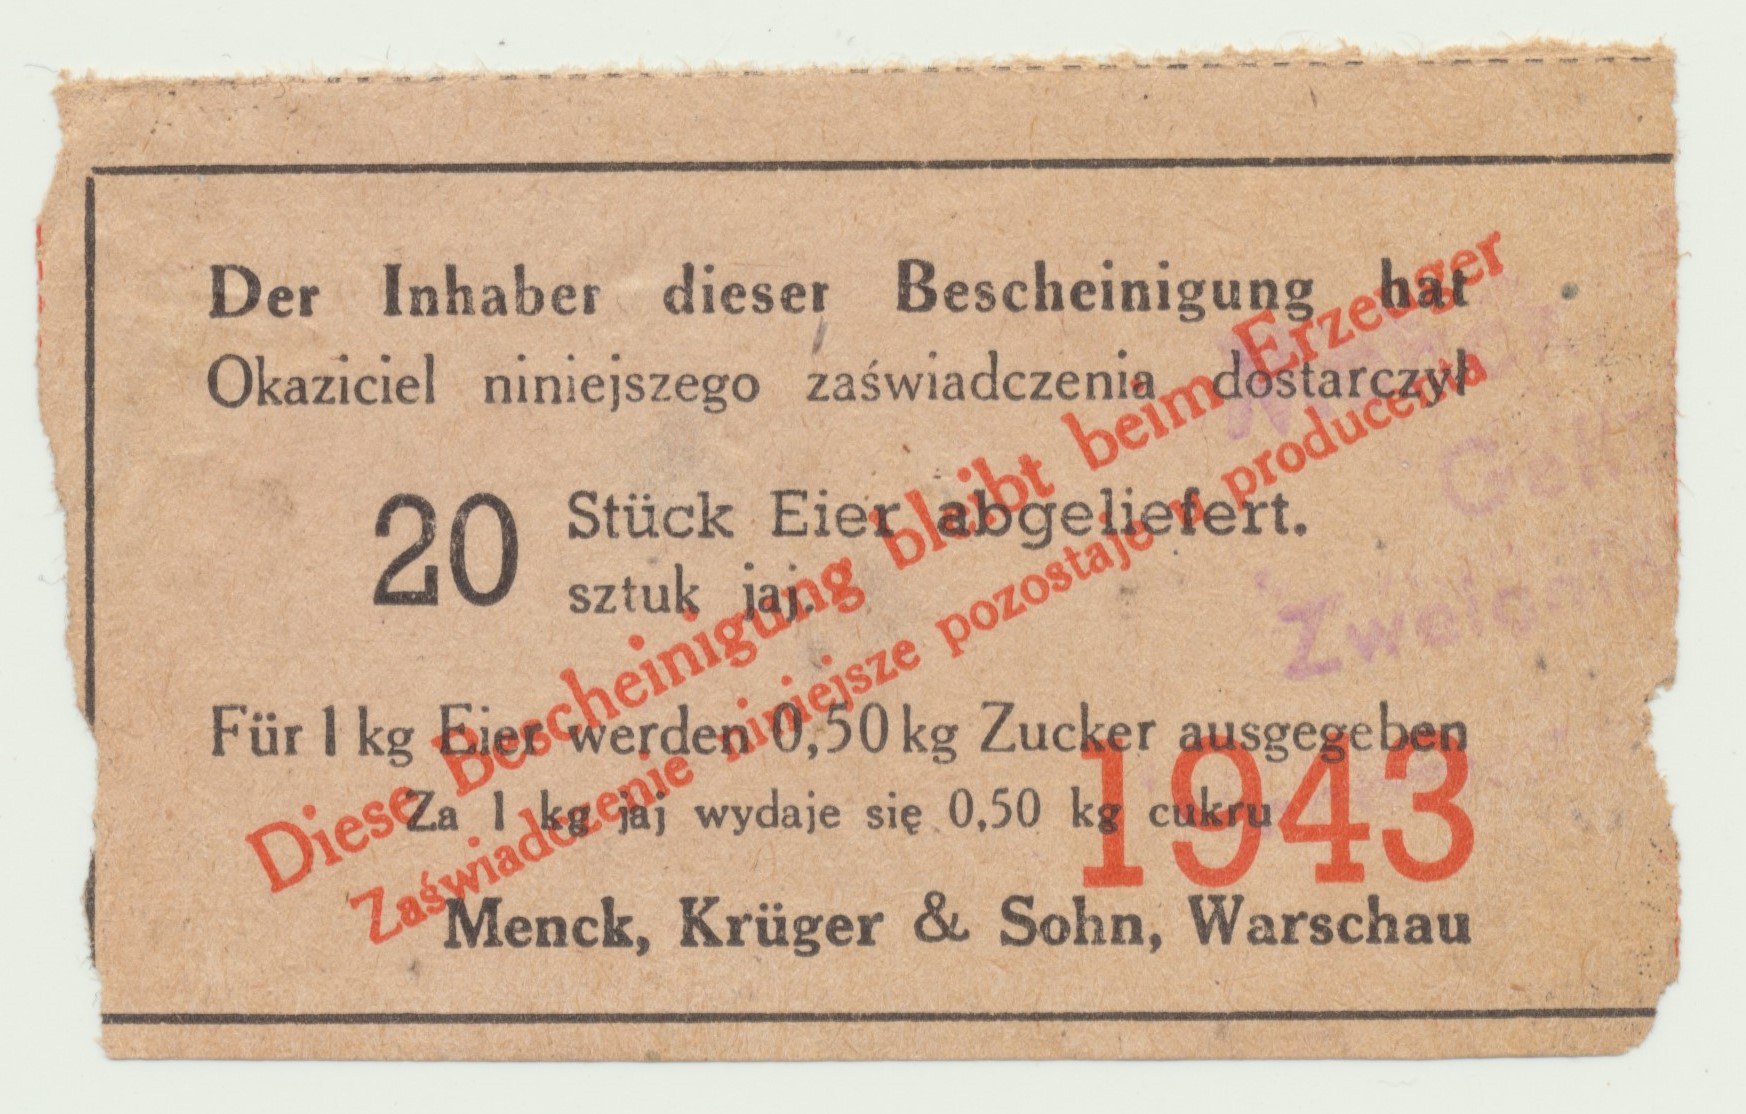 Der Inhaber dieser Bescheinigung hat
Okaziciel niniejszego zaświadczenia dostarczył
20 Stück Eier abgeliefert.
sztuk jaj.
Für 1 kg Eier werden 0,50 kg Zucker ausgegeben
Za 1 kg jaj wydaje się 0,50 kg cukru
Menck, Krüger & Sohn, Warschau
Diese Bescheinigung bleibt beim Erzeuger
Zaświadczenie niniejsze pozostaje u producenta
1943